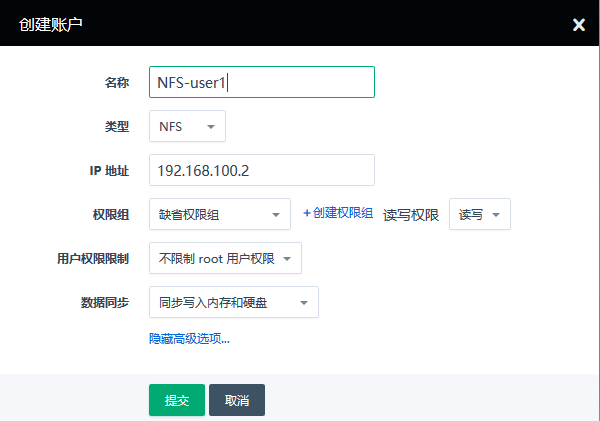 创建账户
名称 NFS-user1
类型 NFS
IP 地址 192.168.100.2
权限组 缺省权限组 +创建权限组 读写权限 读写
用户权限限制 不限制 root 用户权限
数据同步 同步写入内存和硬盘
隐藏高级选项...
提交 取消